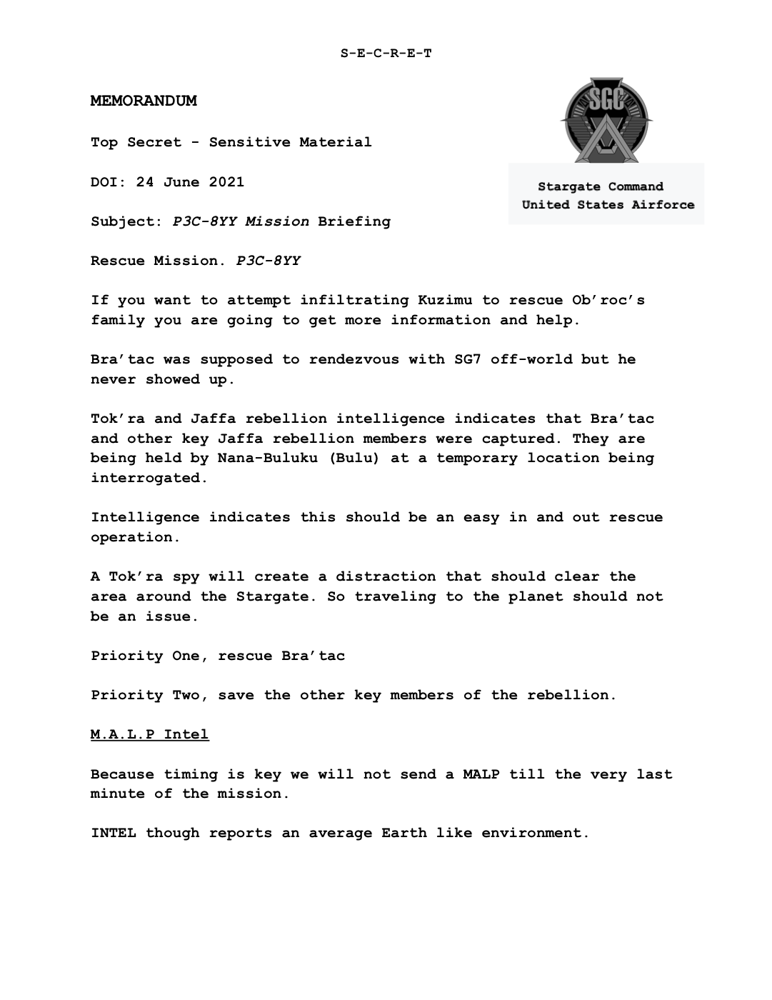 S-E-C-R-E-T
SGC
MEMORANDUM
Top Secret - Sensitive Material
DOI: 24 June 2021
Stargate Command
United States Airforce
Subject: P3C-8YY Mission Briefing
Rescue Mission. P3C-8YY
If you want to attempt infiltrating Kuzimu to rescue Ob’roc’s
family you are going to get more information and help.
Bra’tac was supposed to rendezvous with SG7 off-world but he
never showed up.
Tok’ra and Jaffa rebellion intelligence indicates that Bra’tac
and other key Jaffa rebellion members were captured. They are
being held by Nana-Buluku (Bulu) at a temporary location being
interrogated.
Intelligence indicates this should be an easy in and out rescue
operation.
A Tok’ra spy will create a distraction that should clear the
area around the Stargate. So traveling to the planet should not
be an issue.
Priority One, rescue Bra’tac
Priority Two, save the other key members of the rebellion.
M.A.L.P Intel
Because timing is key we will not send a MALP till the very last
minute of the mission.
INTEL though reports an average Earth like environment.